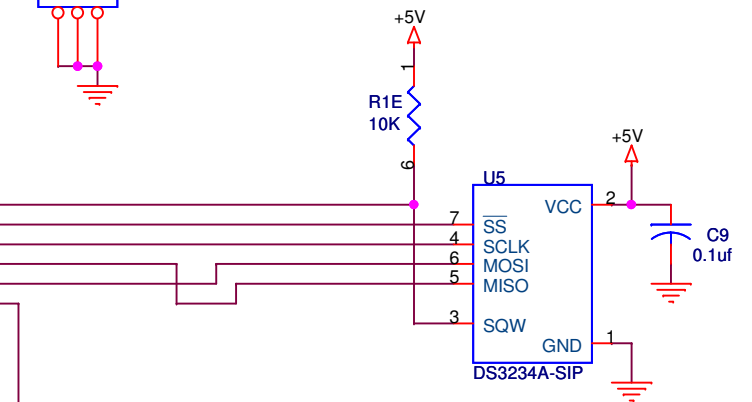 +5V
1
R1E
10K
6
+5V
U5
VCC 2
7 SS
4 SCLK
6 MOSI
5 MISO
C9
0.1uf
3 SQW
GND 1
DS3234A-SIP